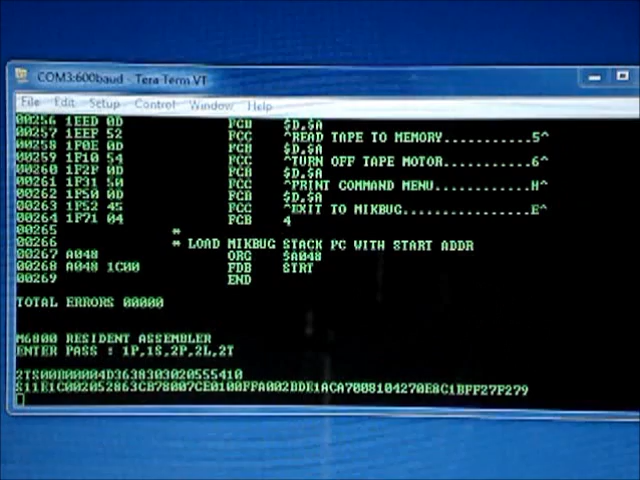 COM3:600baud - Tera Term VT
File Edit Setup Control Window Help
00256 1EED 0D FCB $D,$A
00257 1EEF 52 FCC ^READ TAPE TO MEMORY...........5^
00258 1F0E 0D FCB $D,$A
00259 1F10 54 FCC ^TURN OFF TAPE MOTOR...........6^
00260 1F2F 0D FCB $D,$A
00261 1F31 50 FCC ^PRINT COMMAND MENU............H^
00262 1F50 0D FCB $D,$A
00263 1F52 45 FCC ^EXIT TO MIKBUG................E^
00264 1F71 04 FCB 4
00265 *
00266 * LOAD MIKBUG STACK PC WITH START ADDR
00267 A048 ORG $A048
00268 A048 1C00 FDB STRT
00269 END
TOTAL ERRORS 00000
M6800 RESIDENT ASSEMBLER
ENTER PASS : 1P,1S,2P,2L,2T
2TS00B00004D3638303020555410
S11E1C002052863CB78007CE0100FFA002BDE1ACA7008104270E8C1BFF27F279